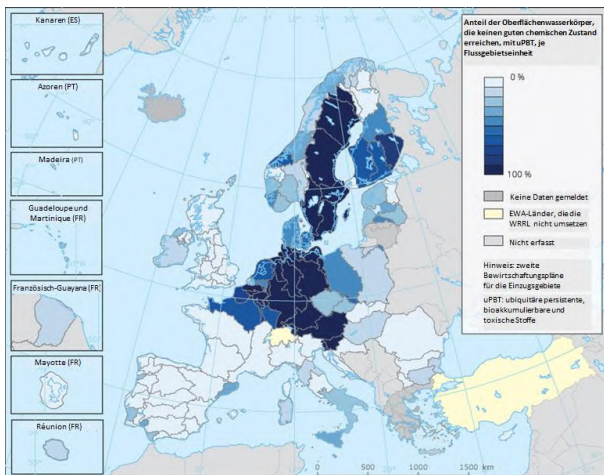 Kanaren (ES)
Azoren (PT)
Madeira (PT)
Guadeloupe und
Martinique (FR)
Französisch-Guayana (FR)
Mayotte (FR)
Réunion (FR)
Anteil der Oberflächenwasserkörper,
die keinen guten chemischen Zustand
erreichen, mit uPBT, je
Flussgebietseinheit
0 %
100 %
Keine Daten gemeldet
EWA-Länder, die die
WRRL nicht umsetzen
Nicht erfasst
Hinweis: zweite
Bewirtschaftungspläne
für die Einzugsgebiete
uPBT: ubiquitäre persistente,
bioakkumulierbare und
toxische Stoffe
0 500 1000 1500 km